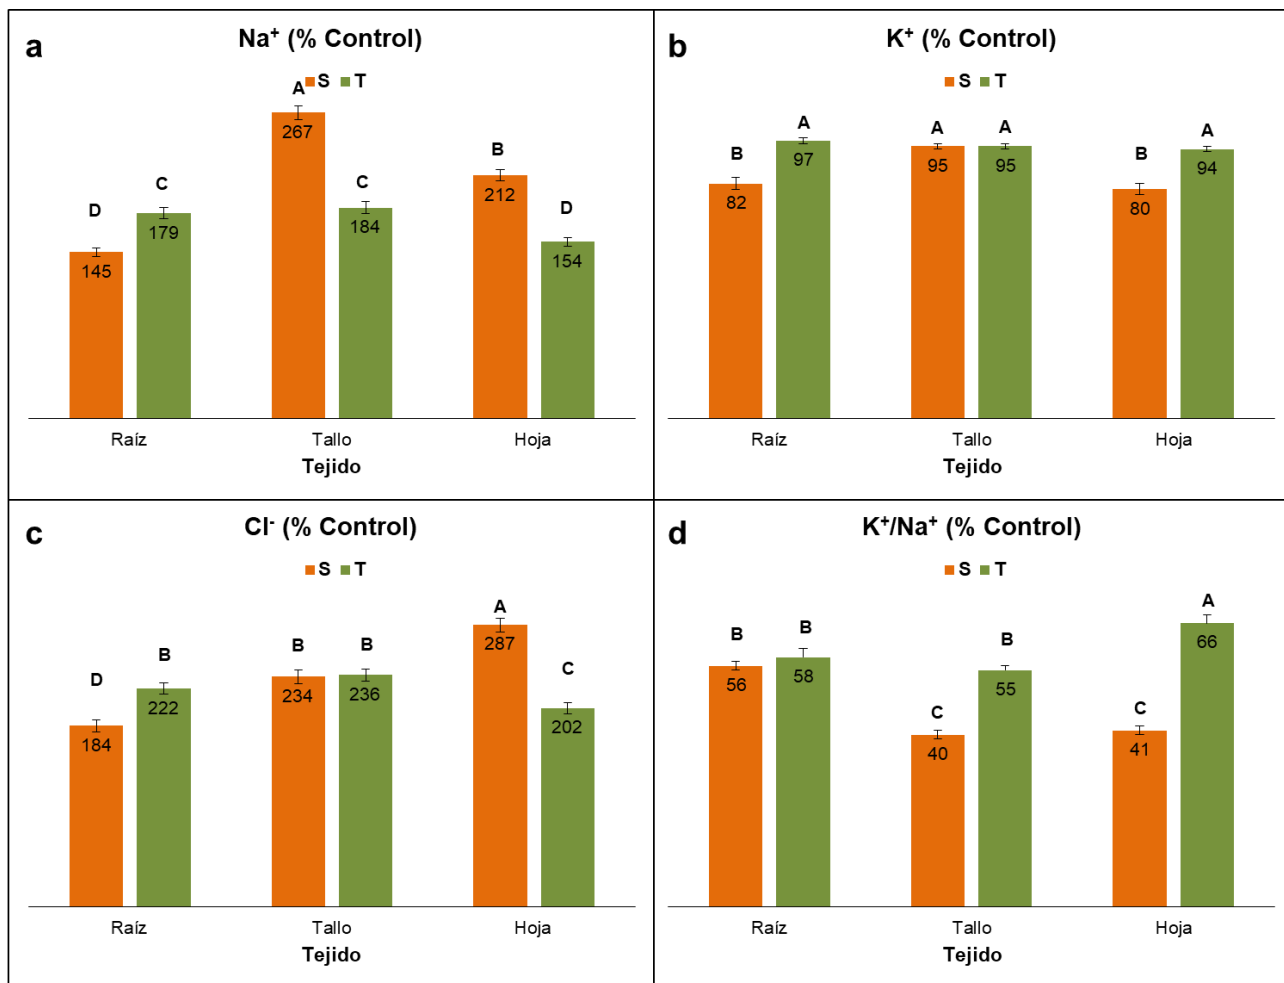 a
Na⁺ (% Control)
S T
D C A C B D
145 179 267 184 212 154
Raíz Tallo Hoja
Tejido
b
K⁺ (% Control)
S T
B A A A B A
82 97 95 95 80 94
Raíz Tallo Hoja
Tejido
c
Cl⁻ (% Control)
S T
D B B B A C
184 222 234 236 287 202
Raíz Tallo Hoja
Tejido
d
K⁺/Na⁺ (% Control)
S T
B B C B C A
56 58 40 55 41 66
Raíz Tallo Hoja
Tejido